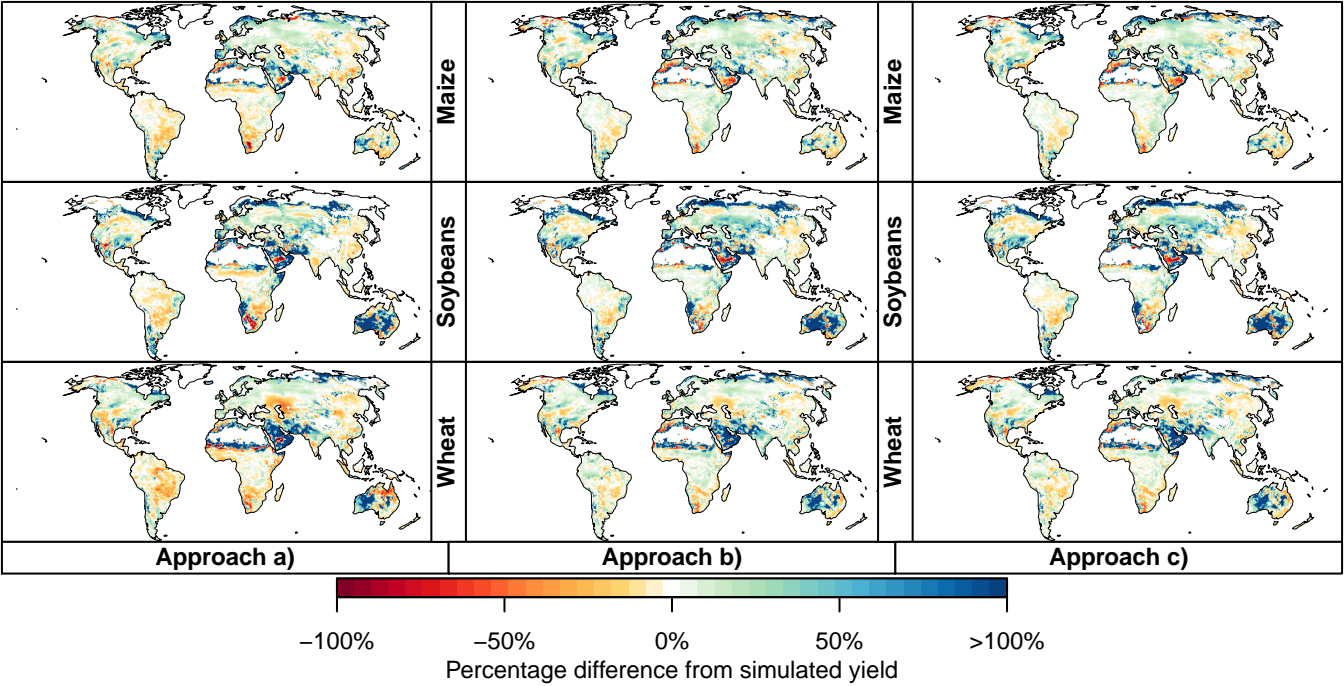 Maize
Maize
Soybeans
Soybeans
Wheat
Wheat
Approach a)
Approach b)
Approach c)
−100%
−50%
0%
50%
>100%
Percentage difference from simulated yield